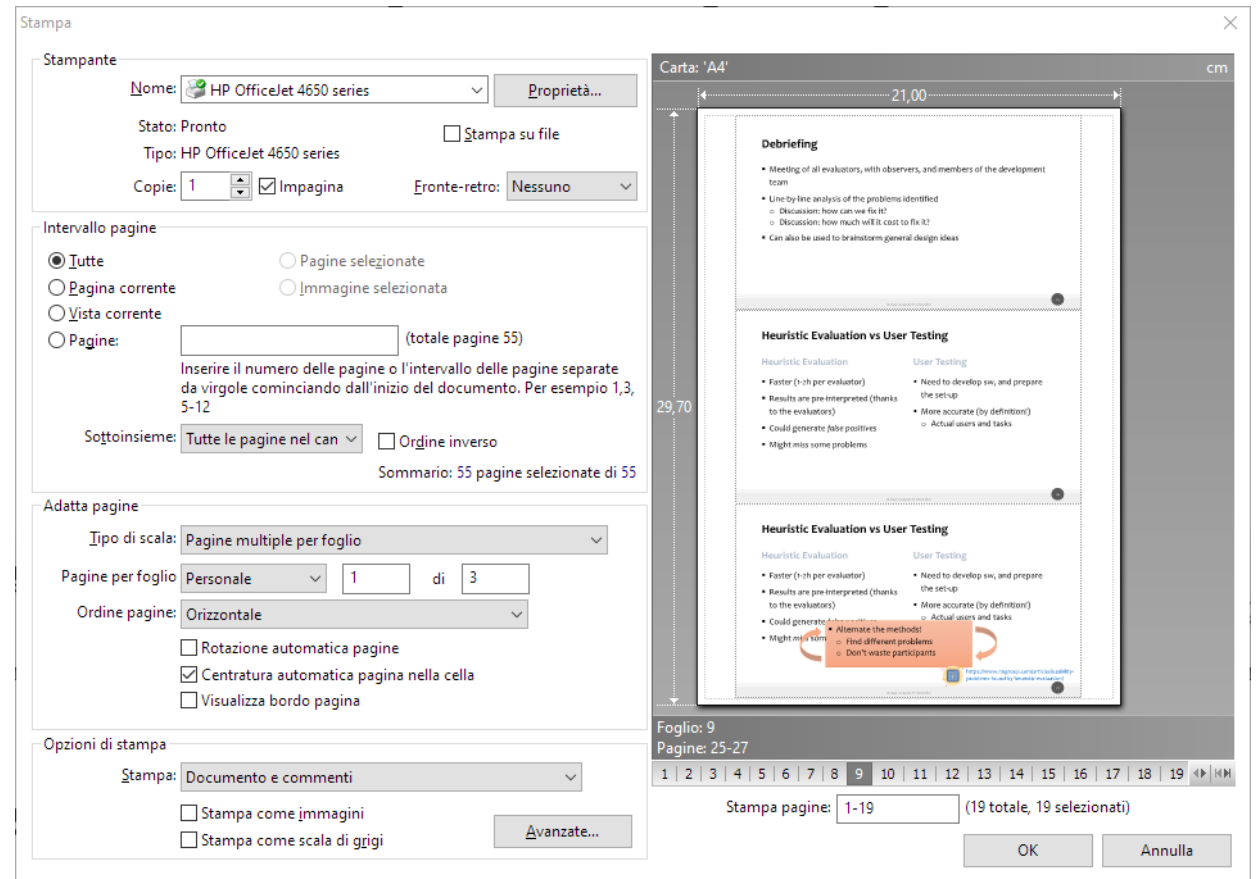 Stampa
Stampante
Nome: HP OfficeJet 4650 series
Proprietà...
Stato: Pronto
Stampa su file
Tipo: HP OfficeJet 4650 series
Copie: 1
Impagina
Fronte-retro: Nessuno
Intervallo pagine
Tutte
Pagine selezionate
Pagina corrente
Immagine selezionata
Vista corrente
Pagine:
(totale pagine 55)
Inserire il numero delle pagine o l'intervallo delle pagine separate
da virgole cominciando dall'inizio del documento. Per esempio 1,3,
5-12
Sottoinsieme: Tutte le pagine nel can
Ordine inverso
Sommario: 55 pagine selezionate di 55
Adatta pagine
Tipo di scala: Pagine multiple per foglio
Pagine per foglio Personale 1 di 3
Ordine pagine: Orizzontale
Rotazione automatica pagine
Centratura automatica pagina nella cella
Visualizza bordo pagina
Opzioni di stampa
Stampa: Documento e commenti
Stampa come immagini
Stampa come scala di grigi
Avanzate...
Carta: 'A4'
cm
21,00
29,70
Debriefing
Meeting of all evaluators, with observers, and members of the development
team
Line-by-line analysis of the problems identified
Discussion: how can we fix it?
Discussion: how much will it cost to fix it?
Can also be used to brainstorm general design ideas
Heuristic Evaluation vs User Testing
Heuristic Evaluation
Faster (1-2h per evaluator)
Results are pre-interpreted (thanks
to the evaluators)
Could generate false positives
Might miss some problems
User Testing
Need to develop sw, and prepare
the set-up
More accurate (by definition!)
Actual users and tasks
Heuristic Evaluation vs User Testing
Heuristic Evaluation
Faster (1-2h per evaluator)
Results are pre-interpreted (thanks
to the evaluators)
Could generate
Might
User Testing
Need to develop sw, and prepare
the set-up
More accurate (by definition!)
Actual users and tasks
Alternate the methods!
Find different problems
Don't waste participants
Foglio: 9
Pagine: 25-27
1 2 3 4 5 6 7 8 9 10 11 12 13 14 15 16 17 18 19
Stampa pagine: 1-19
(19 totale, 19 selezionati)
OK
Annulla